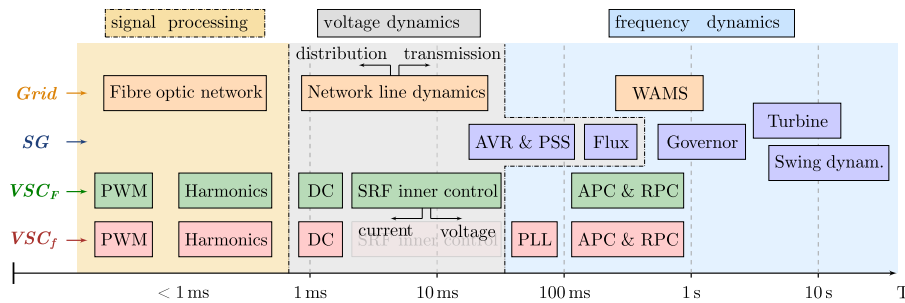 signal processing voltage dynamics frequency dynamics
distribution transmission
Grid Fibre optic network Network line dynamics WAMS
SG AVR & PSS Flux Governor Turbine
Swing dynam.
VSC_F PWM Harmonics DC SRF inner control APC & RPC
current voltage
VSC_f PWM Harmonics DC SRF inner control PLL APC & RPC
< 1 ms 1 ms 10 ms 100 ms 1 s 10 s T